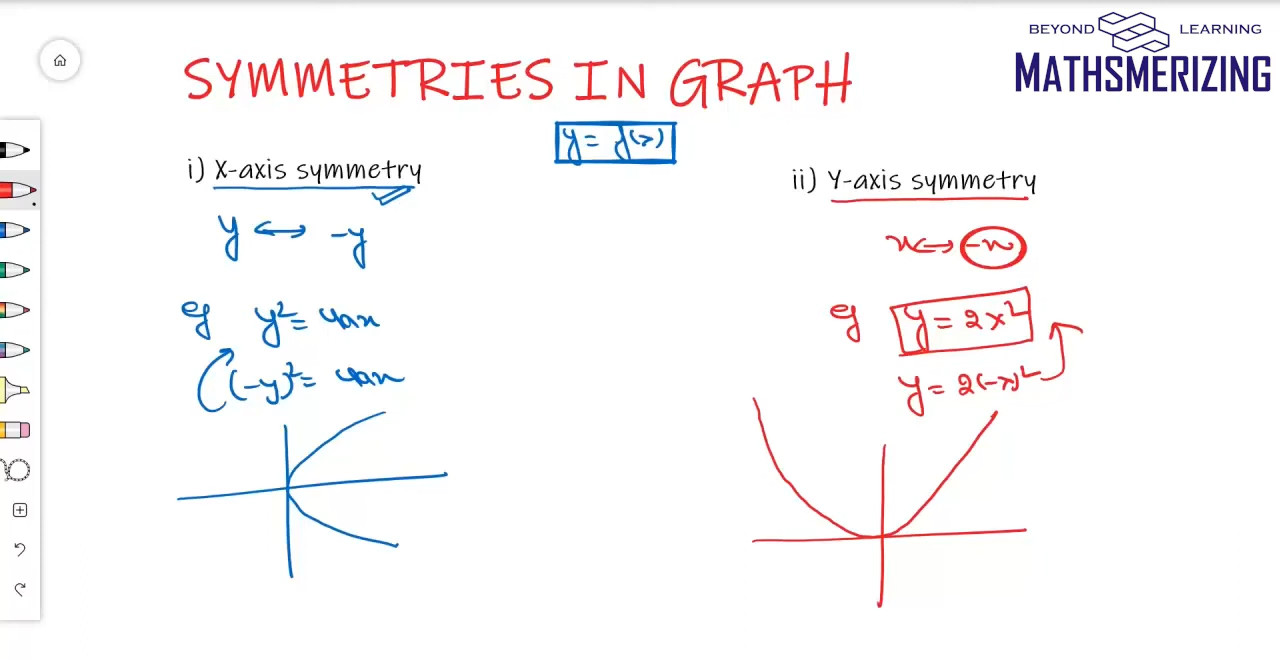 BEYOND LEARNING
MATHSMERIZING
SYMMETRIES IN GRAPH
y = f(x)
i) X-axis symmetry
y ↔ -y
eg y² = 4ax
(-y)² = 4ax
ii) Y-axis symmetry
x ↔ -x
eg y = 2x²
y = 2(-x)²